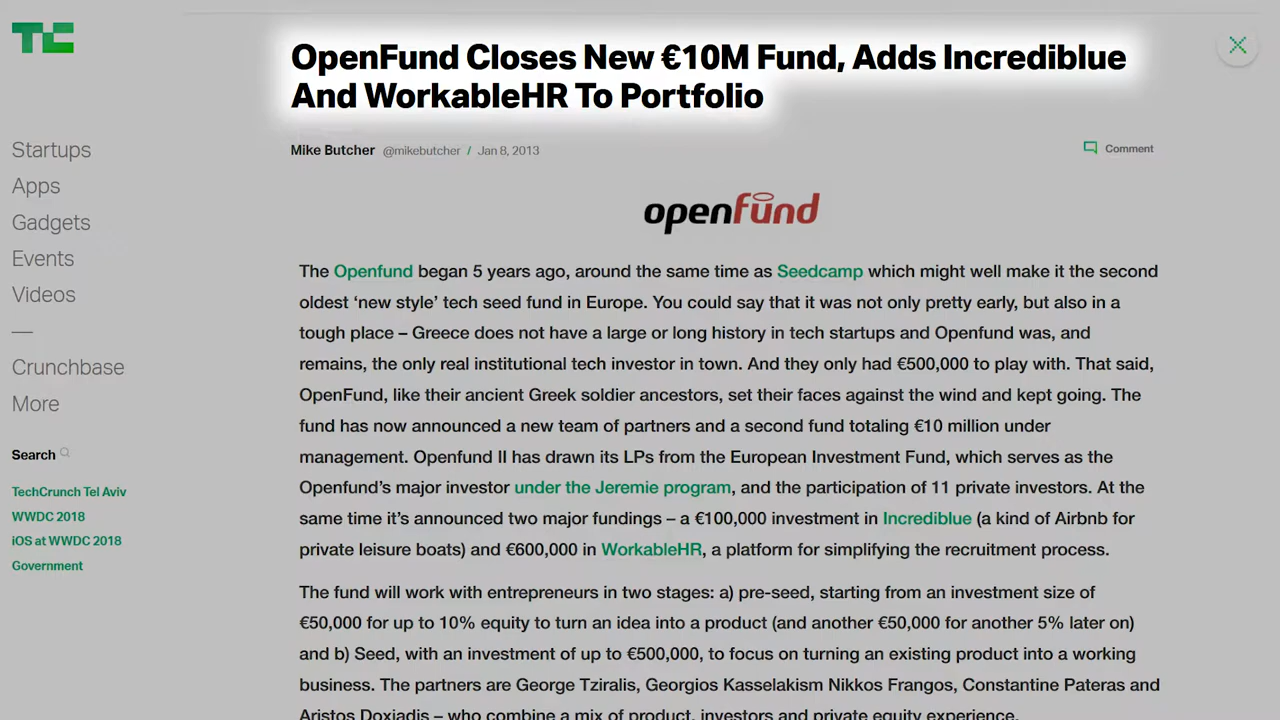 TC
OpenFund Closes New €10M Fund, Adds Incrediblue
And WorkableHR To Portfolio
Startups
Apps
Gadgets
Events
Videos
—
Crunchbase
More
Search
TechCrunch Tel Aviv
WWDC 2018
iOS at WWDC 2018
Government
Mike Butcher @mikebutcher / Jan 8, 2013
Comment
openfund
The Openfund began 5 years ago, around the same time as Seedcamp which might well make it the second
oldest ‘new style’ tech seed fund in Europe. You could say that it was not only pretty early, but also in a
tough place – Greece does not have a large or long history in tech startups and Openfund was, and
remains, the only real institutional tech investor in town. And they only had €500,000 to play with. That said,
OpenFund, like their ancient Greek soldier ancestors, set their faces against the wind and kept going. The
fund has now announced a new team of partners and a second fund totaling €10 million under
management. Openfund II has drawn its LPs from the European Investment Fund, which serves as the
Openfund’s major investor under the Jeremie program, and the participation of 11 private investors. At the
same time it’s announced two major fundings – a €100,000 investment in Incrediblue (a kind of Airbnb for
private leisure boats) and €600,000 in WorkableHR, a platform for simplifying the recruitment process.
The fund will work with entrepreneurs in two stages: a) pre-seed, starting from an investment size of
€50,000 for up to 10% equity to turn an idea into a product (and another €50,000 for another 5% later on)
and b) Seed, with an investment of up to €500,000, to focus on turning an existing product into a working
business. The partners are George Tziralis, Georgios Kasselakism Nikkos Frangos, Constantine Pateras and
Aristos Doxiadis – who combine a mix of product, investors and private equity experience.